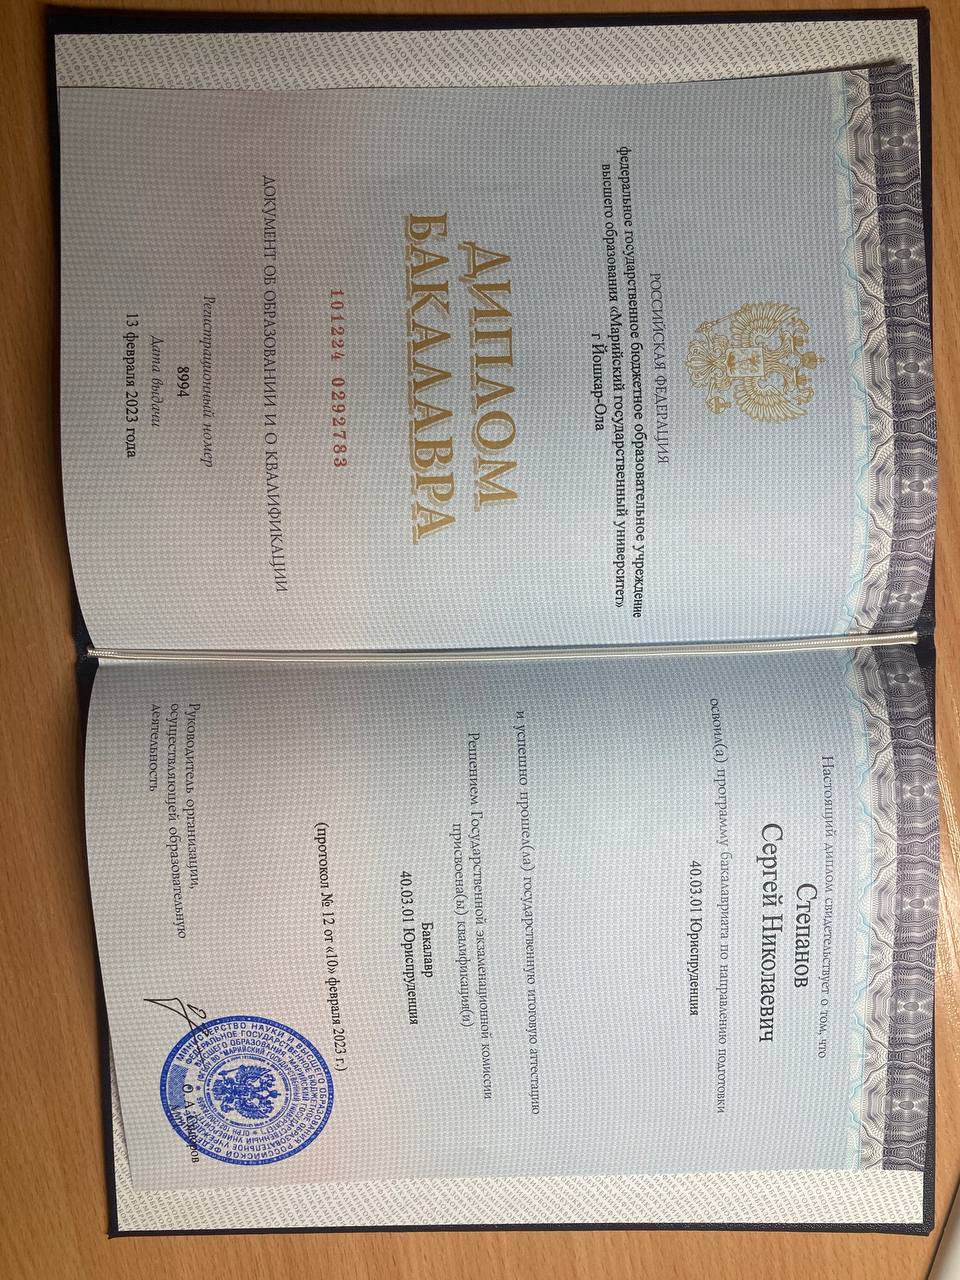 РОССИЙСКАЯ ФЕДЕРАЦИЯ
федеральное государственное бюджетное образовательное учреждение
высшего образования «Марийский государственный университет»
г Йошкар-Ола
ДИПЛОМ
БАКАЛАВРА
101224 0292783
ДОКУМЕНТ ОБ ОБРАЗОВАНИИ И О КВАЛИФИКАЦИИ
Регистрационный номер
8994
Дата выдачи
13 февраля 2023 года
Настоящий диплом свидетельствует о том, что
Степанов
Сергей Николаевич
освоил(а) программу бакалавриата по направлению подготовки
40.03.01 Юриспруденция
и успешно прошел(ла) государственную итоговую аттестацию
Решением Государственной экзаменационной комиссии
присвоена(ы) квалификация(и)
Бакалавр
40.03.01 Юриспруденция
(протокол № 12 от «10» февраля 2023 г.)
Руководитель организации,
осуществляющей образовательную
деятельность